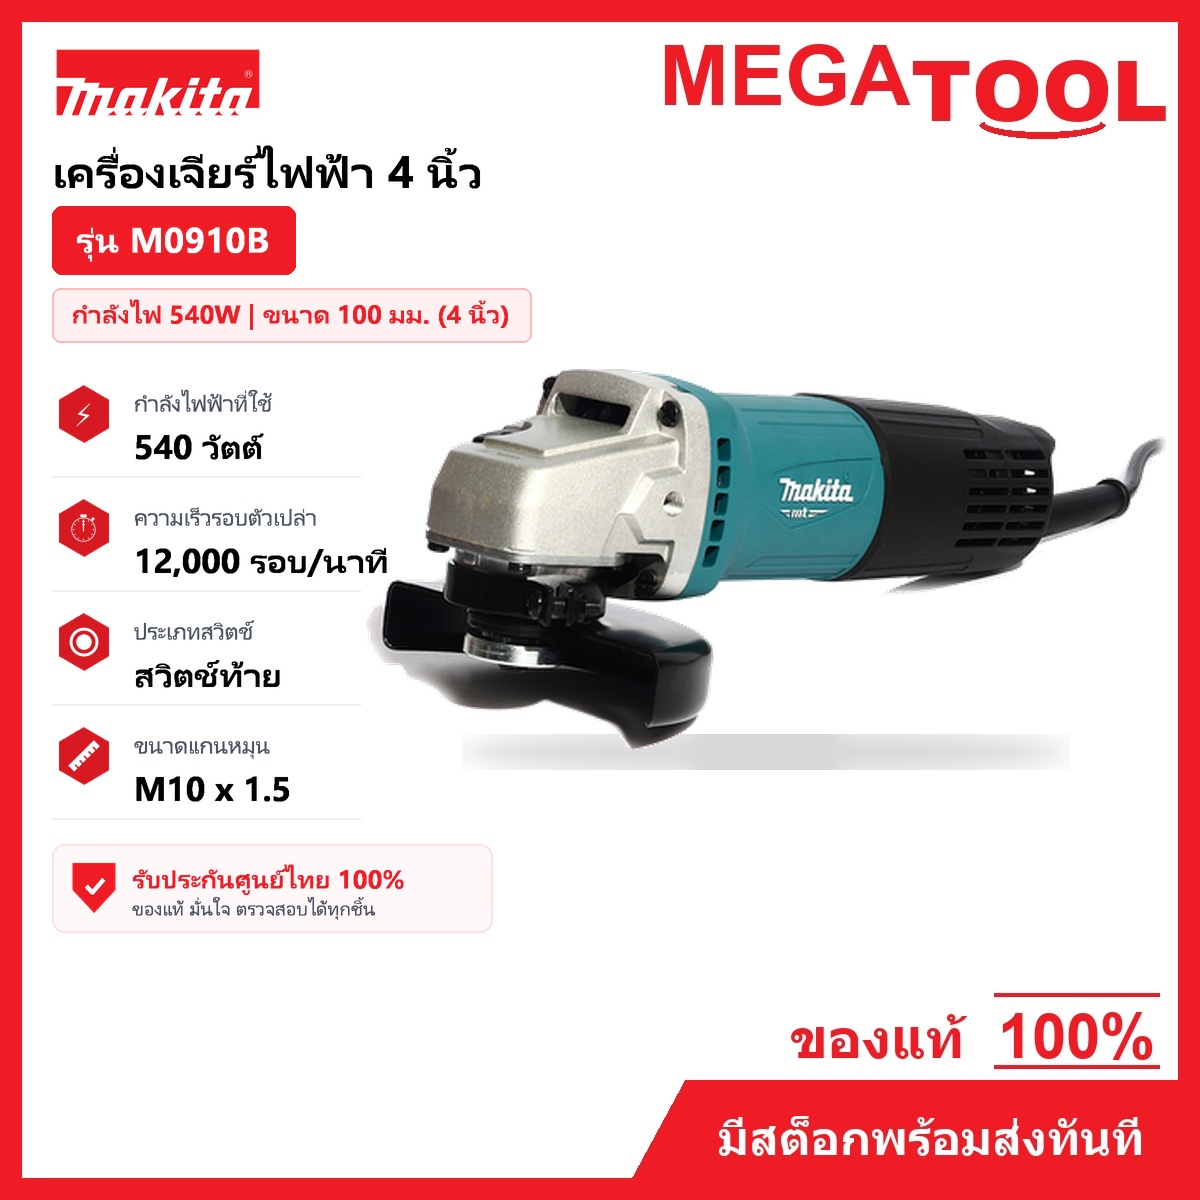 makita®
MEGATOOL
เครื่องเจียร์ไฟฟ้า 4 นิ้ว
รุ่น M0910B
กำลังไฟ 540W | ขนาด 100 มม. (4 นิ้ว)
กำลังไฟฟ้าที่ใช้
540 วัตต์
ความเร็วรอบตัวเปล่า
12,000 รอบ/นาที
ประเภทสวิตช์
สวิตช์ท้าย
ขนาดแกนหมุน
M10 x 1.5
makita
mt
รับประกันศูนย์ไทย 100%
ของแท้ มั่นใจ ตรวจสอบได้ทุกชิ้น
ของแท้ 100%
มีสต็อกพร้อมส่งทันที